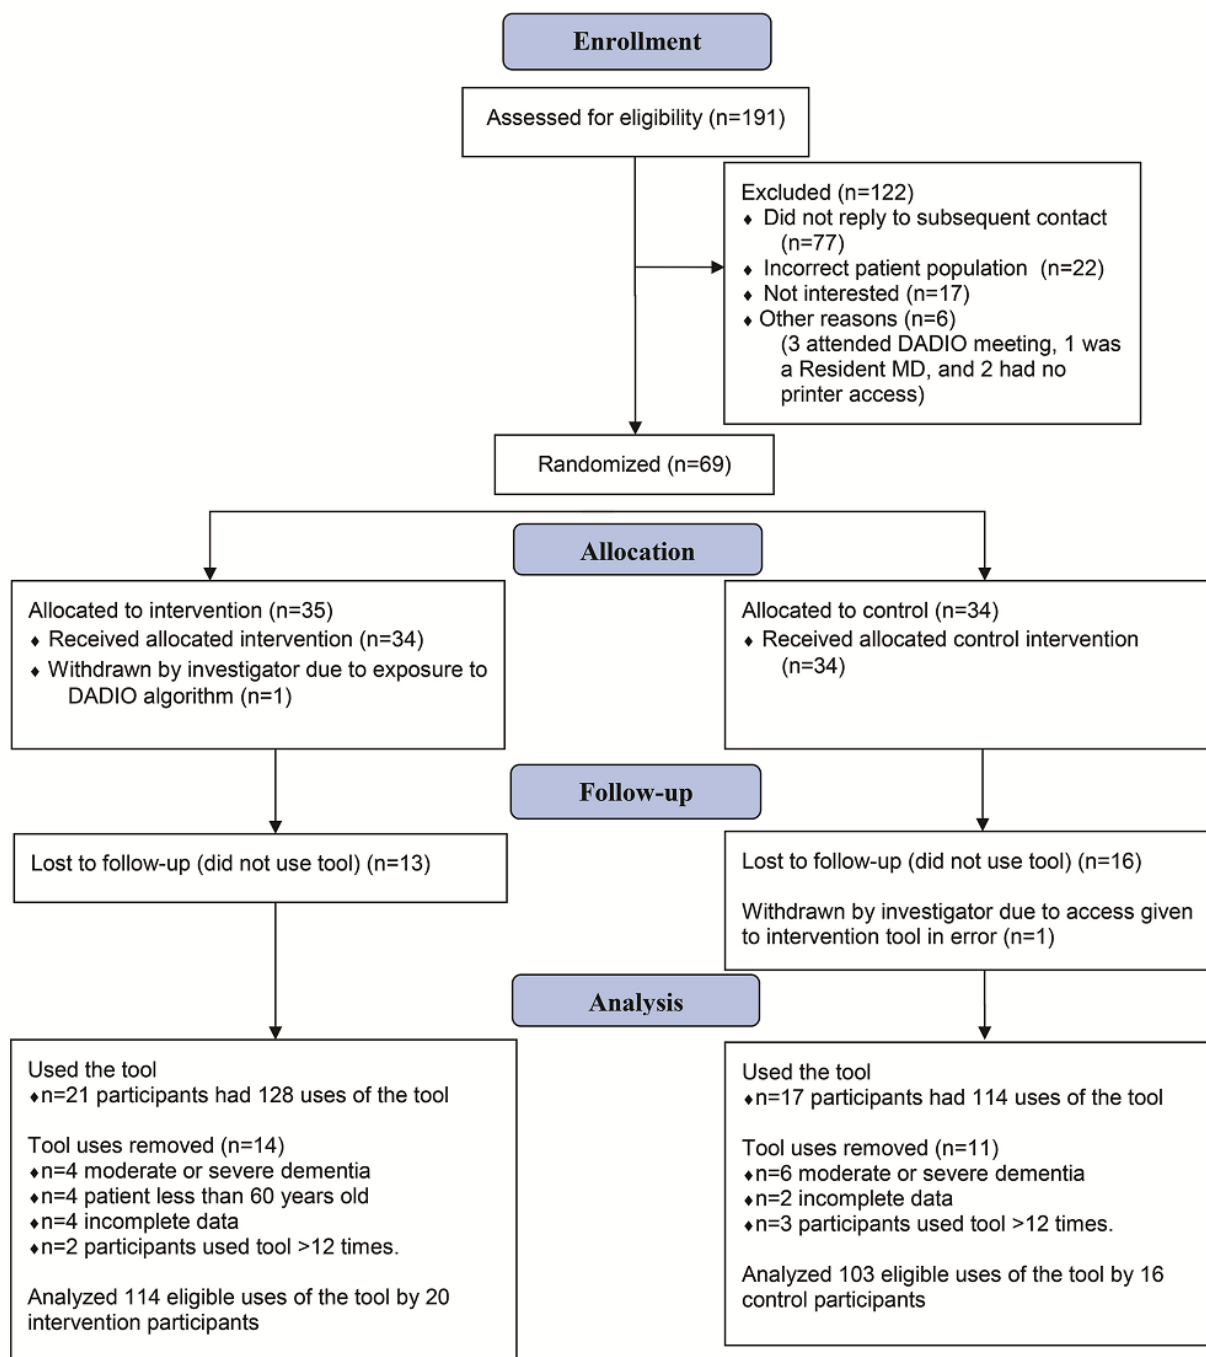 Enrollment
Assessed for eligibility (n=191)
Excluded (n=122)
♦ Did not reply to subsequent contact
(n=77)
♦ Incorrect patient population (n=22)
♦ Not interested (n=17)
♦ Other reasons (n=6)
(3 attended DADIO meeting, 1 was
a Resident MD, and 2 had no
printer access)
Randomized (n=69)
Allocation
Allocated to intervention (n=35)
♦ Received allocated intervention (n=34)
♦ Withdrawn by investigator due to exposure to
DADIO algorithm (n=1)
Allocated to control (n=34)
♦ Received allocated control intervention
(n=34)
Follow-up
Lost to follow-up (did not use tool) (n=13)
Lost to follow-up (did not use tool) (n=16)
Withdrawn by investigator due to access given
to intervention tool in error (n=1)
Analysis
Used the tool
♦n=21 participants had 128 uses of the tool
Tool uses removed (n=14)
♦n=4 moderate or severe dementia
♦n=4 patient less than 60 years old
♦n=4 incomplete data
♦n=2 participants used tool >12 times.
Analyzed 114 eligible uses of the tool by 20
intervention participants
Used the tool
♦n=17 participants had 114 uses of the tool
Tool uses removed (n=11)
♦n=6 moderate or severe dementia
♦n=2 incomplete data
♦n=3 participants used tool >12 times.
Analyzed 103 eligible uses of the tool by 16
control participants